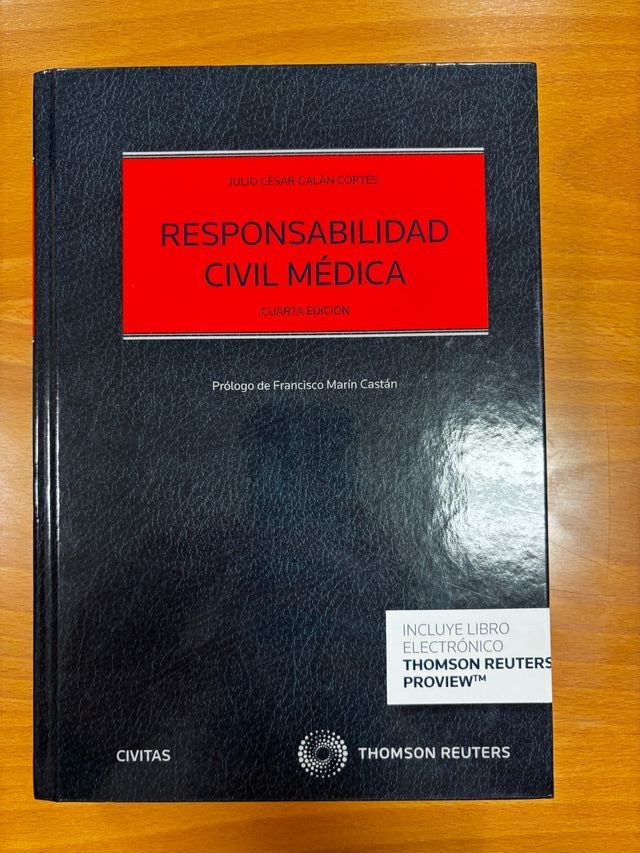 JULIO CÉSAR GALÁN CORTÉS
RESPONSABILIDAD
CIVIL MÉDICA
CUARTA EDICIÓN
Prólogo de Francisco Marín Castán
INCLUYE LIBRO
ELECTRÓNICO
THOMSON REUTERS
PROVIEW™
CIVITAS
THOMSON REUTERS